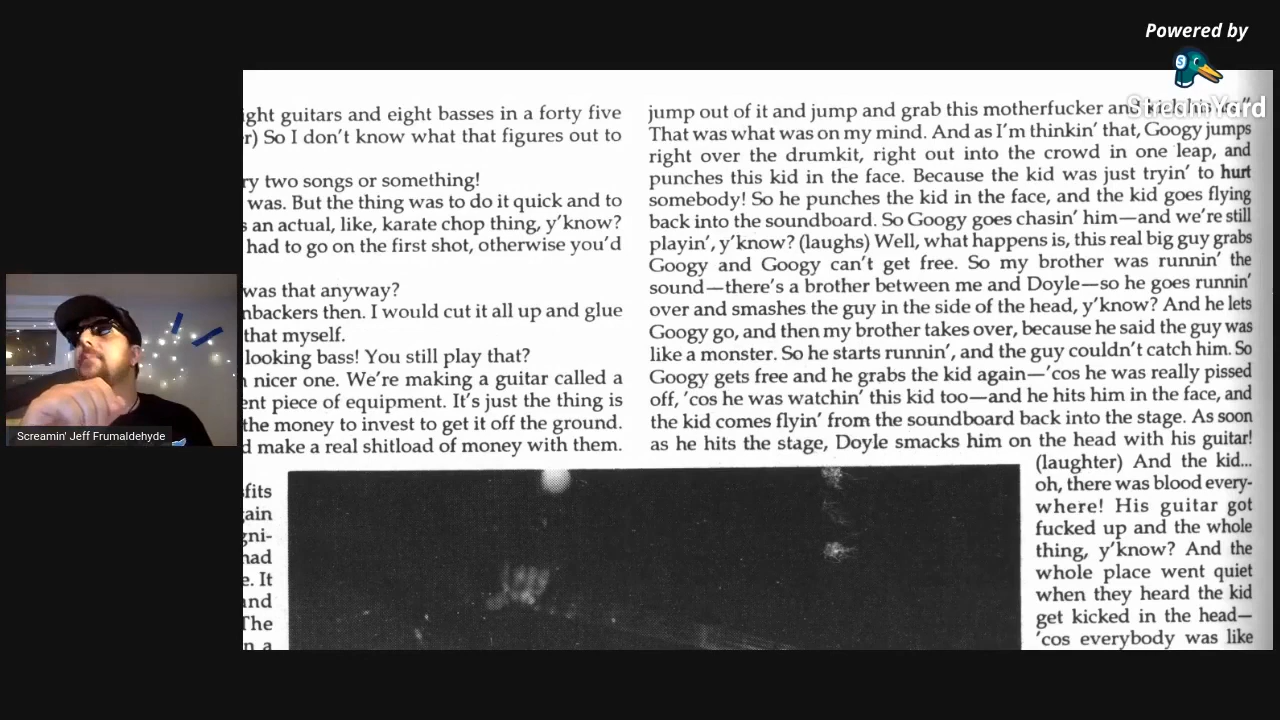 Powered by
StreamYard
Screamin' Jeff Frumaldehyde
ight guitars and eight basses in a forty five
r) So I don't know what that figures out to
ry two songs or something!
was. But the thing was to do it quick and to
s an actual, like, karate chop thing, y'know?
had to go on the first shot, otherwise you'd
was that anyway?
nbackers then. I would cut it all up and glue
that myself.
looking bass! You still play that?
n nicer one. We're making a guitar called a
ent piece of equipment. It's just the thing is
the money to invest to get it off the ground.
d make a real shitload of money with them.
sfits
gain
gni-
had
e. It
and
The
n a
jump out of it and jump and grab this motherfucker and
That was what was on my mind. And as I'm thinkin' that, Googy jumps
right over the drumkit, right out into the crowd in one leap, and
punches this kid in the face. Because the kid was just tryin' to hurt
somebody! So he punches the kid in the face, and the kid goes flying
back into the soundboard. So Googy goes chasin' him—and we're still
playin', y'know? (laughs) Well, what happens is, this real big guy grabs
Googy and Googy can't get free. So my brother was runnin' the
sound—there's a brother between me and Doyle—so he goes runnin'
over and smashes the guy in the side of the head, y'know? And he lets
Googy go, and then my brother takes over, because he said the guy was
like a monster. So he starts runnin', and the guy couldn't catch him. So
Googy gets free and he grabs the kid again—'cos he was really pissed
off, 'cos he was watchin' this kid too—and he hits him in the face, and
the kid comes flyin' from the soundboard back into the stage. As soon
as he hits the stage, Doyle smacks him on the head with his guitar!
(laughter) And the kid...
oh, there was blood every-
where! His guitar got
fucked up and the whole
thing, y'know? And the
whole place went quiet
when they heard the kid
get kicked in the head—
'cos everybody was like